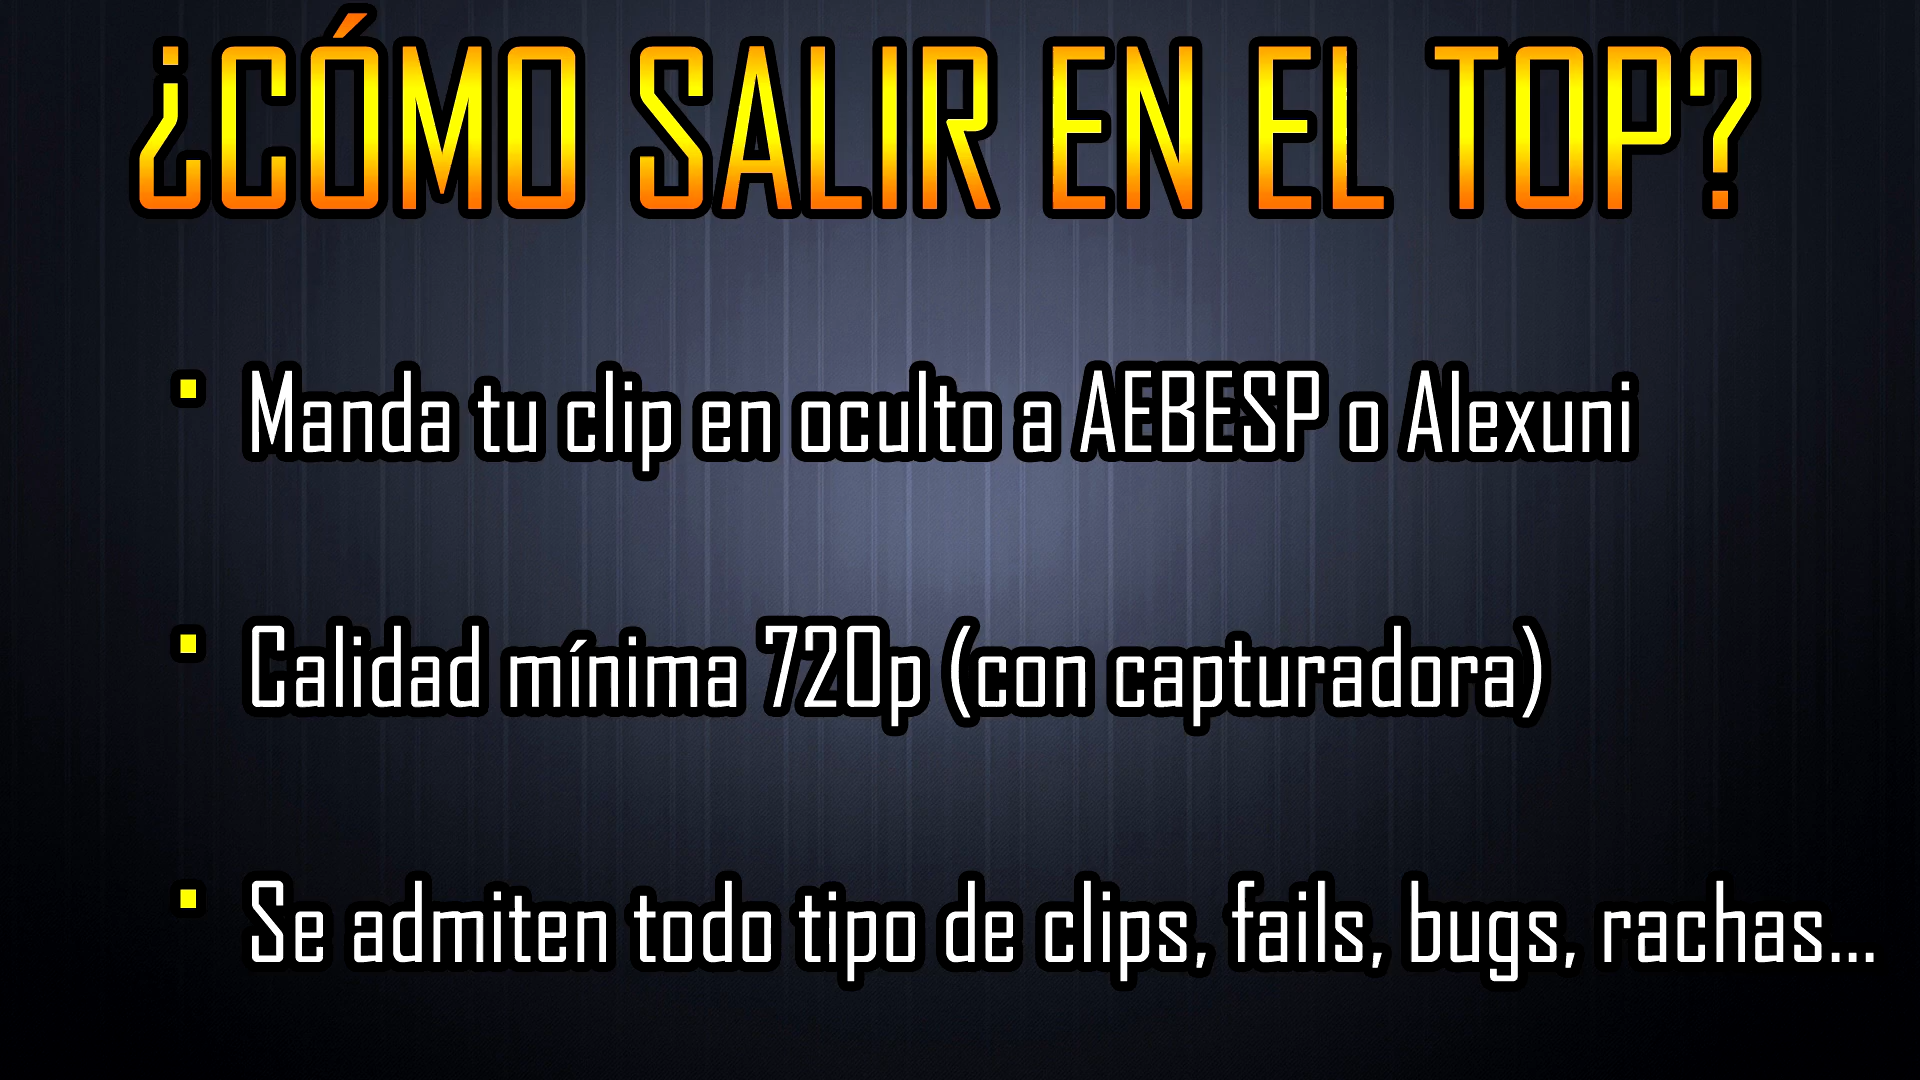 ¿CÓMO SALIR EN EL TOP?
▪ Manda tu clip en oculto a AEBESP o Alexuni
▪ Calidad mínima 720p (con capturadora)
▪ Se admiten todo tipo de clips, fails, bugs, rachas...